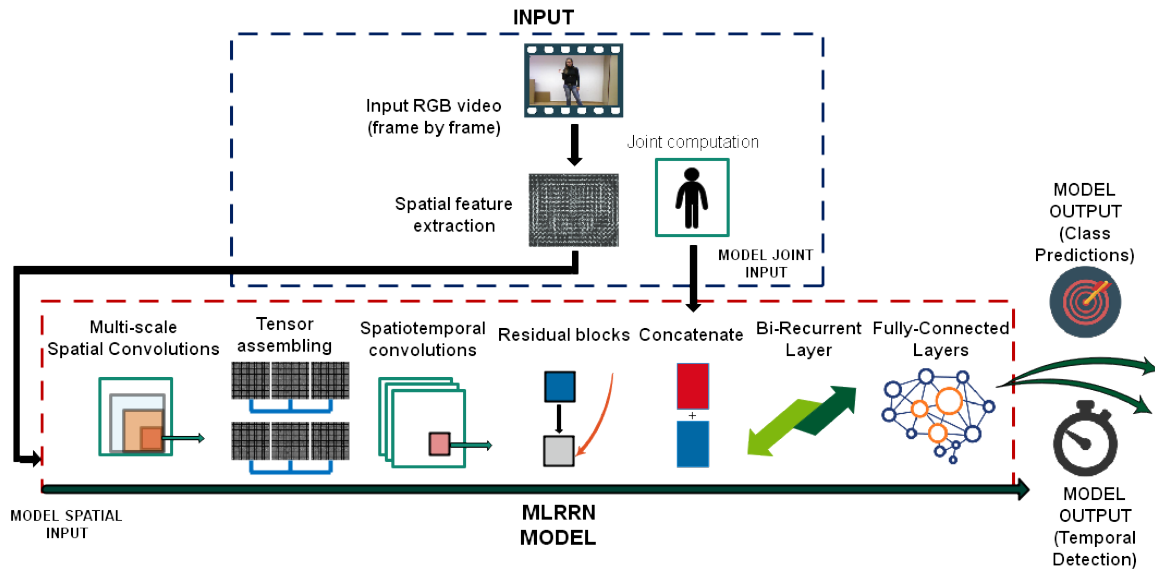 INPUT
Input RGB video
(frame by frame)
Joint computation
Spatial feature
extraction
MODEL JOINT
INPUT
MODEL
OUTPUT
(Class
Predictions)
Multi-scale
Spatial Convolutions
Tensor
assembling
Spatiotemporal
convolutions
Residual blocks
Concatenate
+
Bi-Recurrent
Layer
Fully-Connected
Layers
MODEL SPATIAL
INPUT
MLRRN
MODEL
MODEL
OUTPUT
(Temporal
Detection)